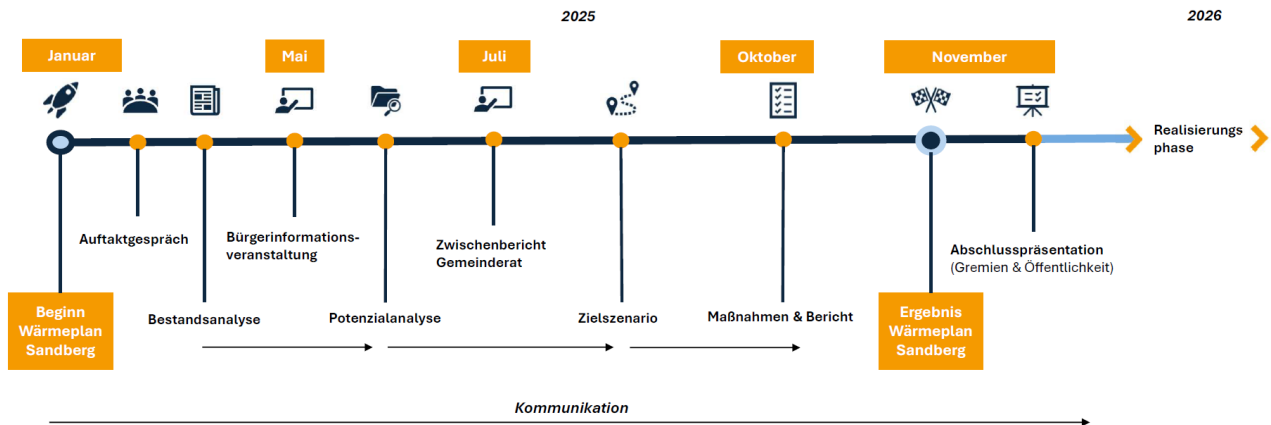 2025
2026
Januar
Mai
Juli
Oktober
November
Realisierungs
phase
Auftaktgespräch
Bürgerinformations-
veranstaltung
Zwischenbericht
Gemeinderat
Abschlusspräsentation
(Gremien & Öffentlichkeit)
Beginn
Wärmeplan
Sandberg
Bestandsanalyse
Potenzialanalyse
Zielszenario
Maßnahmen & Bericht
Ergebnis
Wärmeplan
Sandberg
Kommunikation